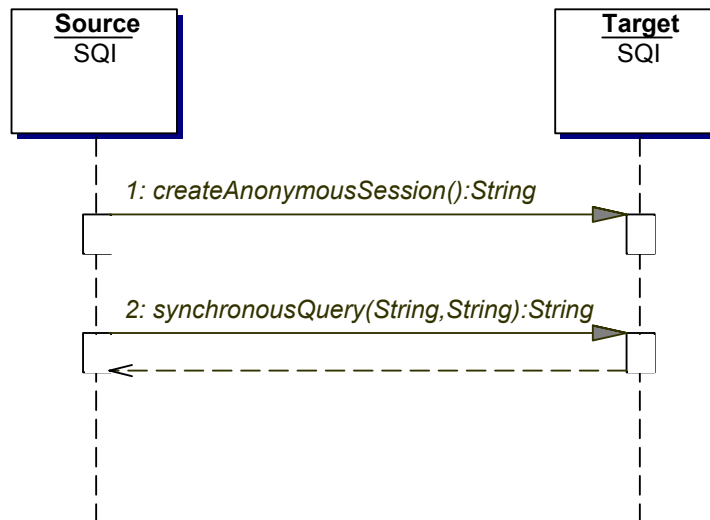 Source
SQI
Target
SQI
1: createAnonymousSession():String
2: synchronousQuery(String,String):String